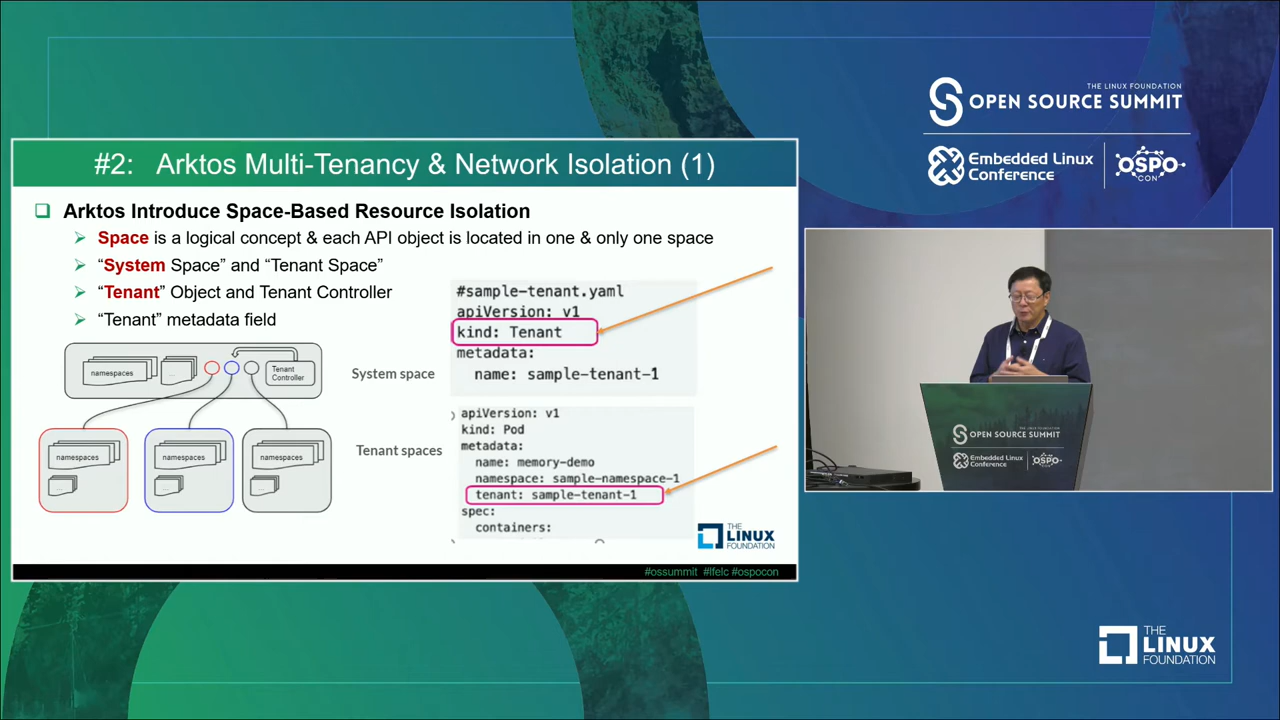 THE LINUX FOUNDATION
OPEN SOURCE SUMMIT
Embedded Linux
Conference
OSPO
CON
#2: Arktos Multi-Tenancy & Network Isolation (1)
Arktos Introduce Space-Based Resource Isolation
Space is a logical concept & each API object is located in one & only one space
“System Space” and “Tenant Space”
“Tenant” Object and Tenant Controller
“Tenant” metadata field
#sample-tenant.yaml
apiVersion: v1
kind: Tenant
metadata:
name: sample-tenant-1
System space
namespaces
...
Tenant
Controller
Tenant spaces
namespaces
namespaces
namespaces
apiVersion: v1
kind: Pod
metadata:
name: memory-demo
namespace: sample-namespace-1
tenant: sample-tenant-1
spec:
containers:
THE
LINUX
FOUNDATION
#ossummit #lfelc #ospocon
OPEN SOURCE SUMMIT
Embedded Linux
Conference
OSPO
CON
THE
LINUX
FOUNDATION